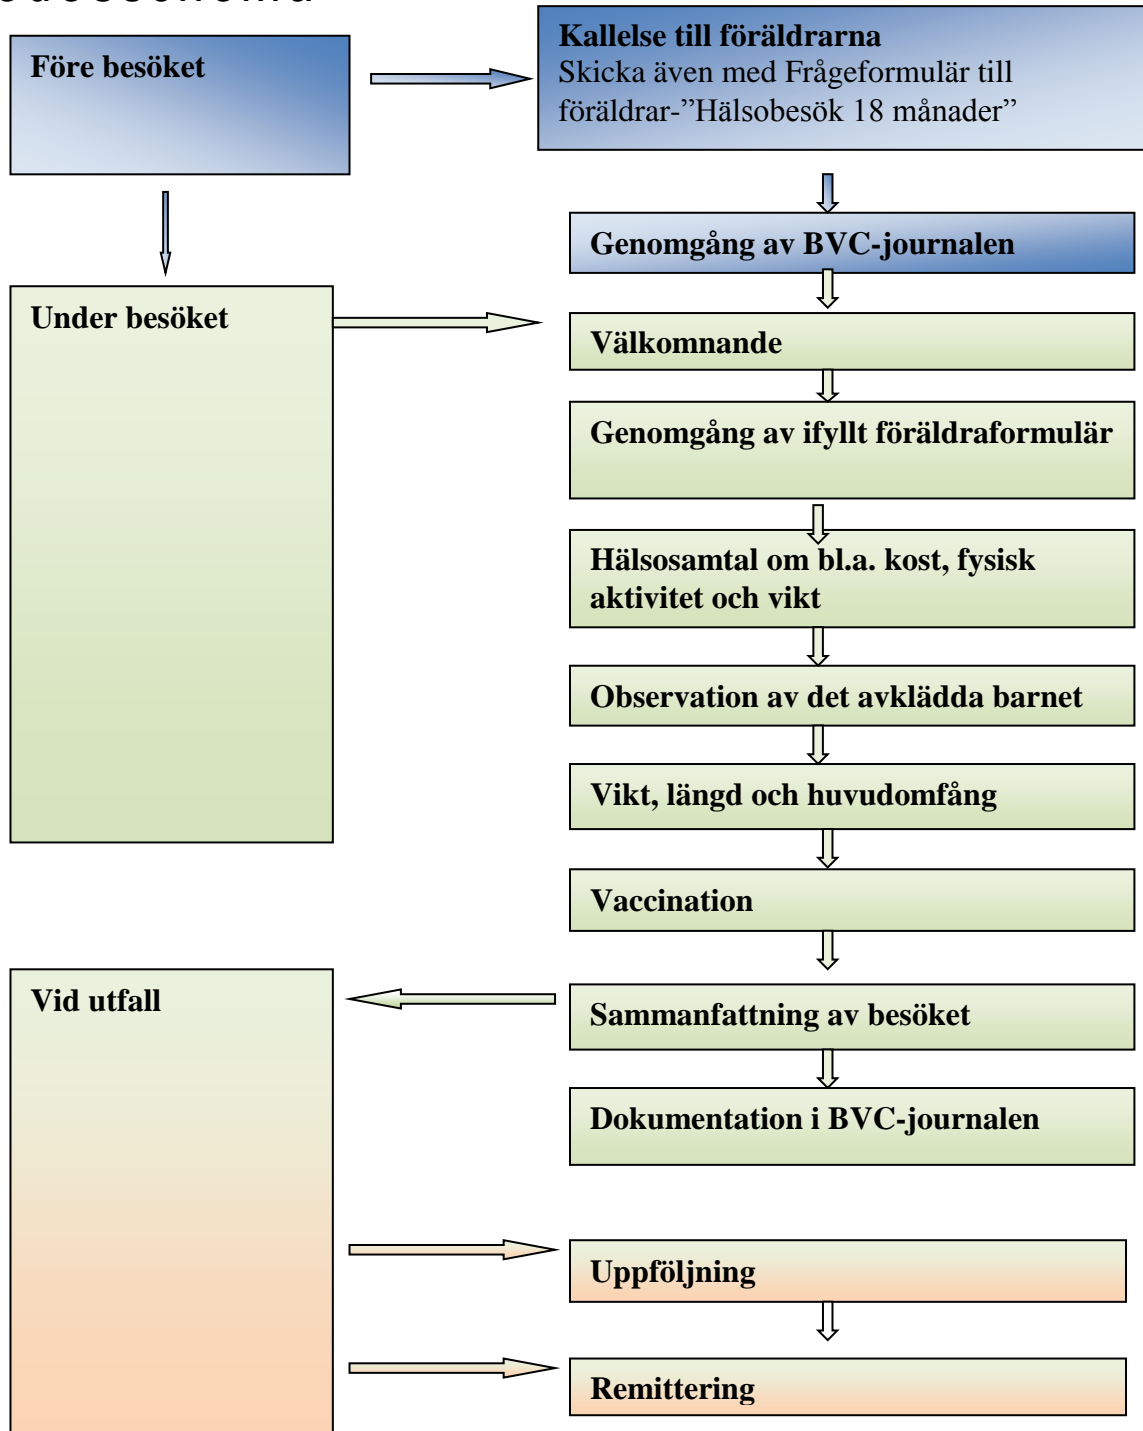 Före besöket
Kallelse till föräldrarna
Skicka även med Frågeformulär till
föräldrar-”Hälsobesök 18 månader”
Genomgång av BVC-journalen
Under besöket
Välkomnande
Genomgång av ifyllt föräldraformulär
Hälsosamtal om bl.a. kost, fysisk
aktivitet och vikt
Observation av det avklädda barnet
Vikt, längd och huvudomfång
Vaccination
Vid utfall
Sammanfattning av besöket
Dokumentation i BVC-journalen
Uppföljning
Remittering